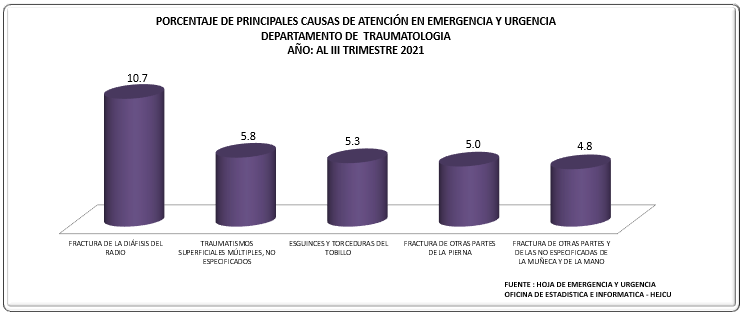 PORCENTAJE DE PRINCIPALES CAUSAS DE ATENCIÓN EN EMERGENCIA Y URGENCIA
DEPARTAMENTO DE TRAUMATOLOGIA
AÑO: AL III TRIMESTRE 2021
10.7
5.8
5.3
5.0
4.8
FRACTURA DE LA DIÁFISIS DEL
RADIO
TRAUMATISMOS
SUPERFICIALES MÚLTIPLES, NO
ESPECIFICADOS
ESGUINCES Y TORCEDURAS DEL
TOBILLO
FRACTURA DE OTRAS PARTES
DE LA PIERNA
FRACTURA DE OTRAS PARTES Y
DE LAS NO ESPECIFICADAS DE
LA MUÑECA Y DE LA MANO
FUENTE : HOJA DE EMERGENCIA Y URGENCIA
OFICINA DE ESTADISTICA E INFORMATICA - HEJCU